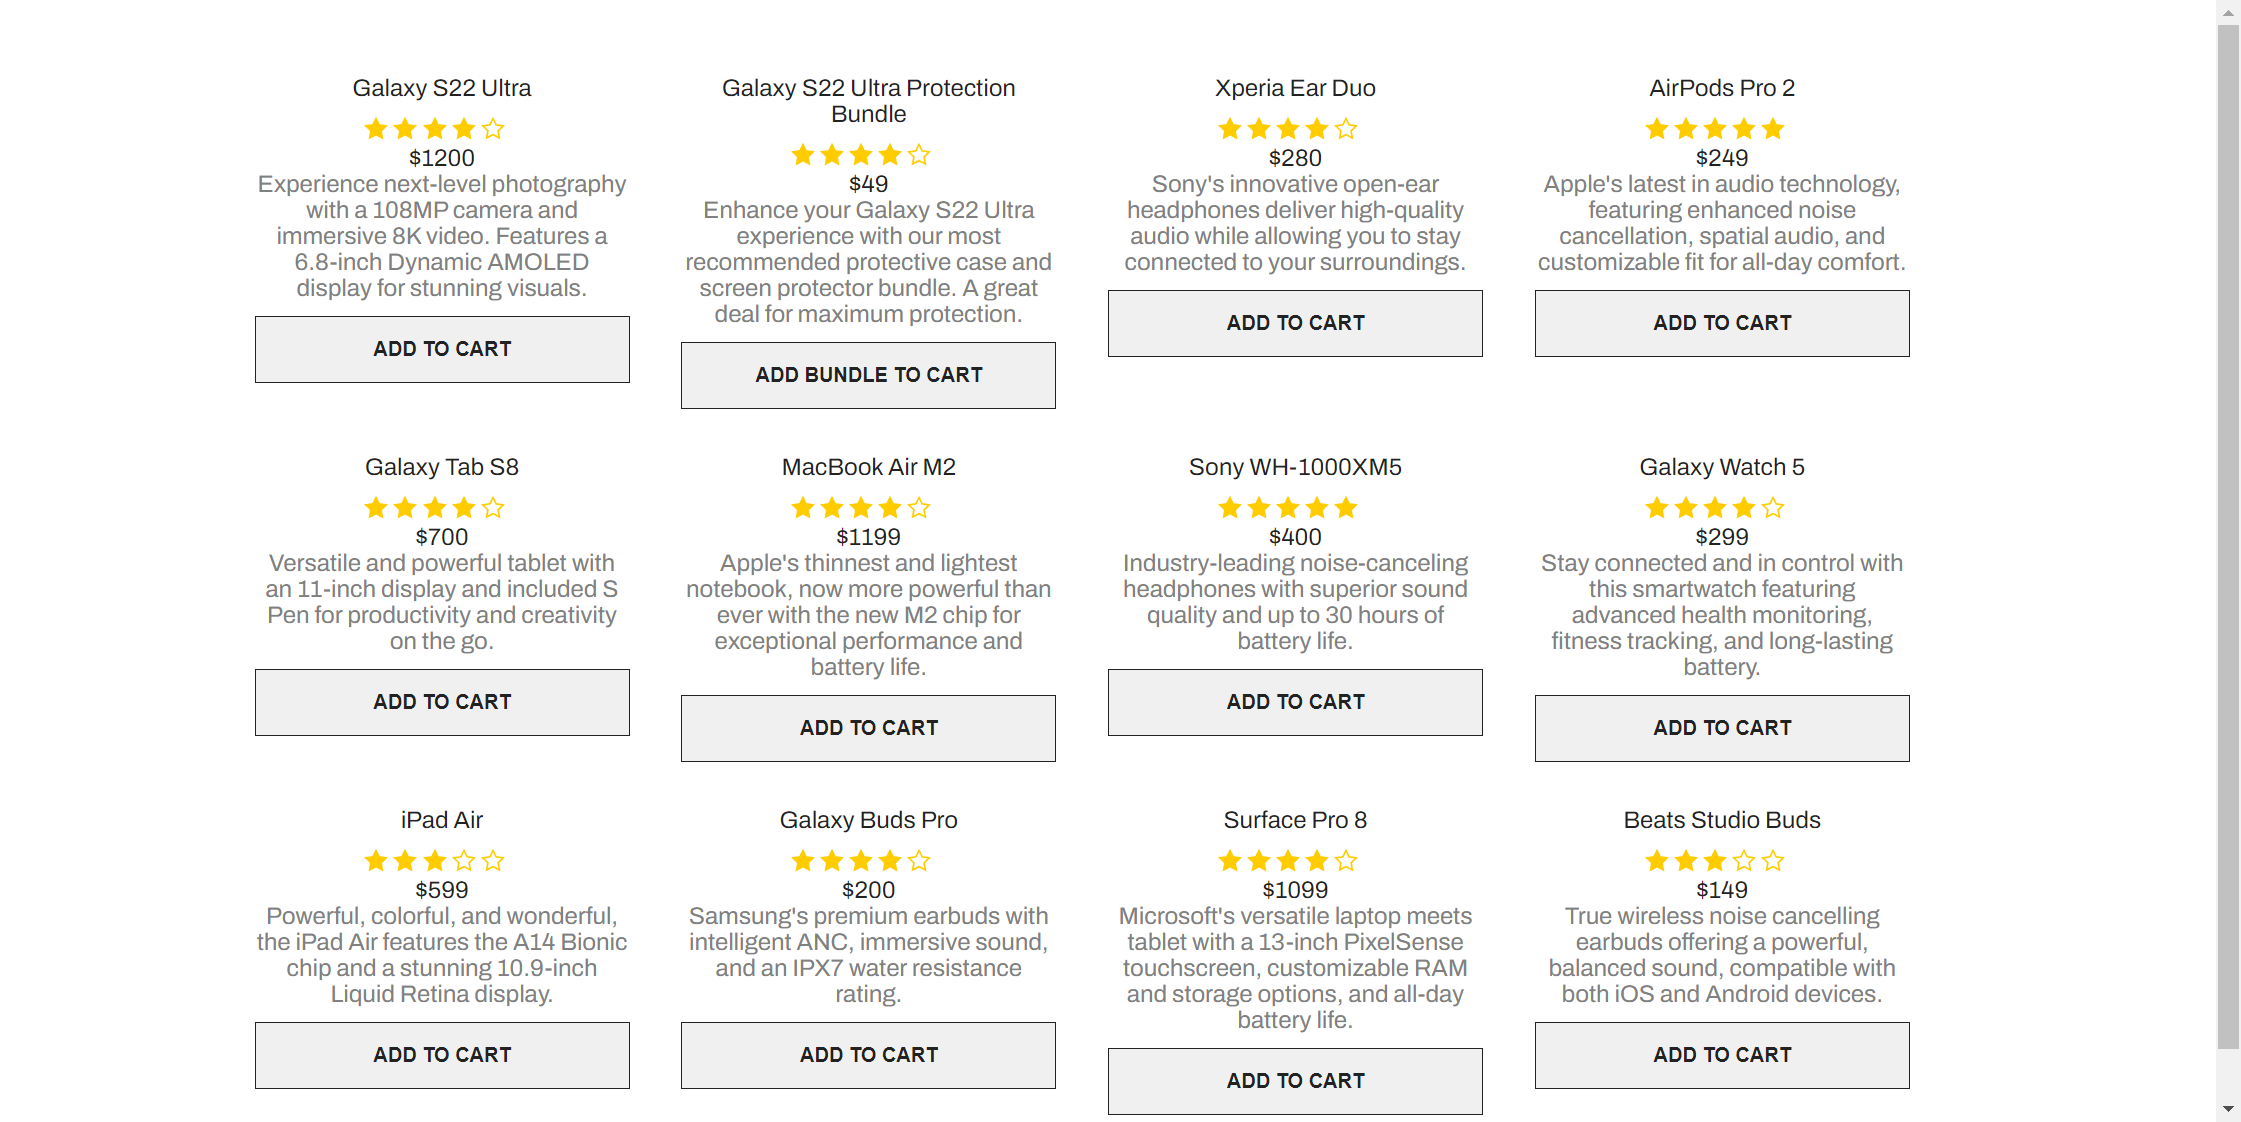 Galaxy S22 Ultra
$1200
Experience next-level photography
with a 108MP camera and
immersive 8K video. Features a
6.8-inch Dynamic AMOLED
display for stunning visuals.
ADD TO CART
Galaxy S22 Ultra Protection
Bundle
$49
Enhance your Galaxy S22 Ultra
experience with our most
recommended protective case and
screen protector bundle. A great
deal for maximum protection.
ADD BUNDLE TO CART
Xperia Ear Duo
$280
Sony's innovative open-ear
headphones deliver high-quality
audio while allowing you to stay
connected to your surroundings.
ADD TO CART
AirPods Pro 2
$249
Apple's latest in audio technology,
featuring enhanced noise
cancellation, spatial audio, and
customizable fit for all-day comfort.
ADD TO CART
Galaxy Tab S8
$700
Versatile and powerful tablet with
an 11-inch display and included S
Pen for productivity and creativity
on the go.
ADD TO CART
MacBook Air M2
$1199
Apple's thinnest and lightest
notebook, now more powerful than
ever with the new M2 chip for
exceptional performance and
battery life.
ADD TO CART
Sony WH-1000XM5
$400
Industry-leading noise-canceling
headphones with superior sound
quality and up to 30 hours of
battery life.
ADD TO CART
Galaxy Watch 5
$299
Stay connected and in control with
this smartwatch featuring
advanced health monitoring,
fitness tracking, and long-lasting
battery.
ADD TO CART
iPad Air
$599
Powerful, colorful, and wonderful,
the iPad Air features the A14 Bionic
chip and a stunning 10.9-inch
Liquid Retina display.
ADD TO CART
Galaxy Buds Pro
$200
Samsung's premium earbuds with
intelligent ANC, immersive sound,
and an IPX7 water resistance
rating.
ADD TO CART
Surface Pro 8
$1099
Microsoft's versatile laptop meets
tablet with a 13-inch PixelSense
touchscreen, customizable RAM
and storage options, and all-day
battery life.
ADD TO CART
Beats Studio Buds
$149
True wireless noise cancelling
earbuds offering a powerful,
balanced sound, compatible with
both iOS and Android devices.
ADD TO CART